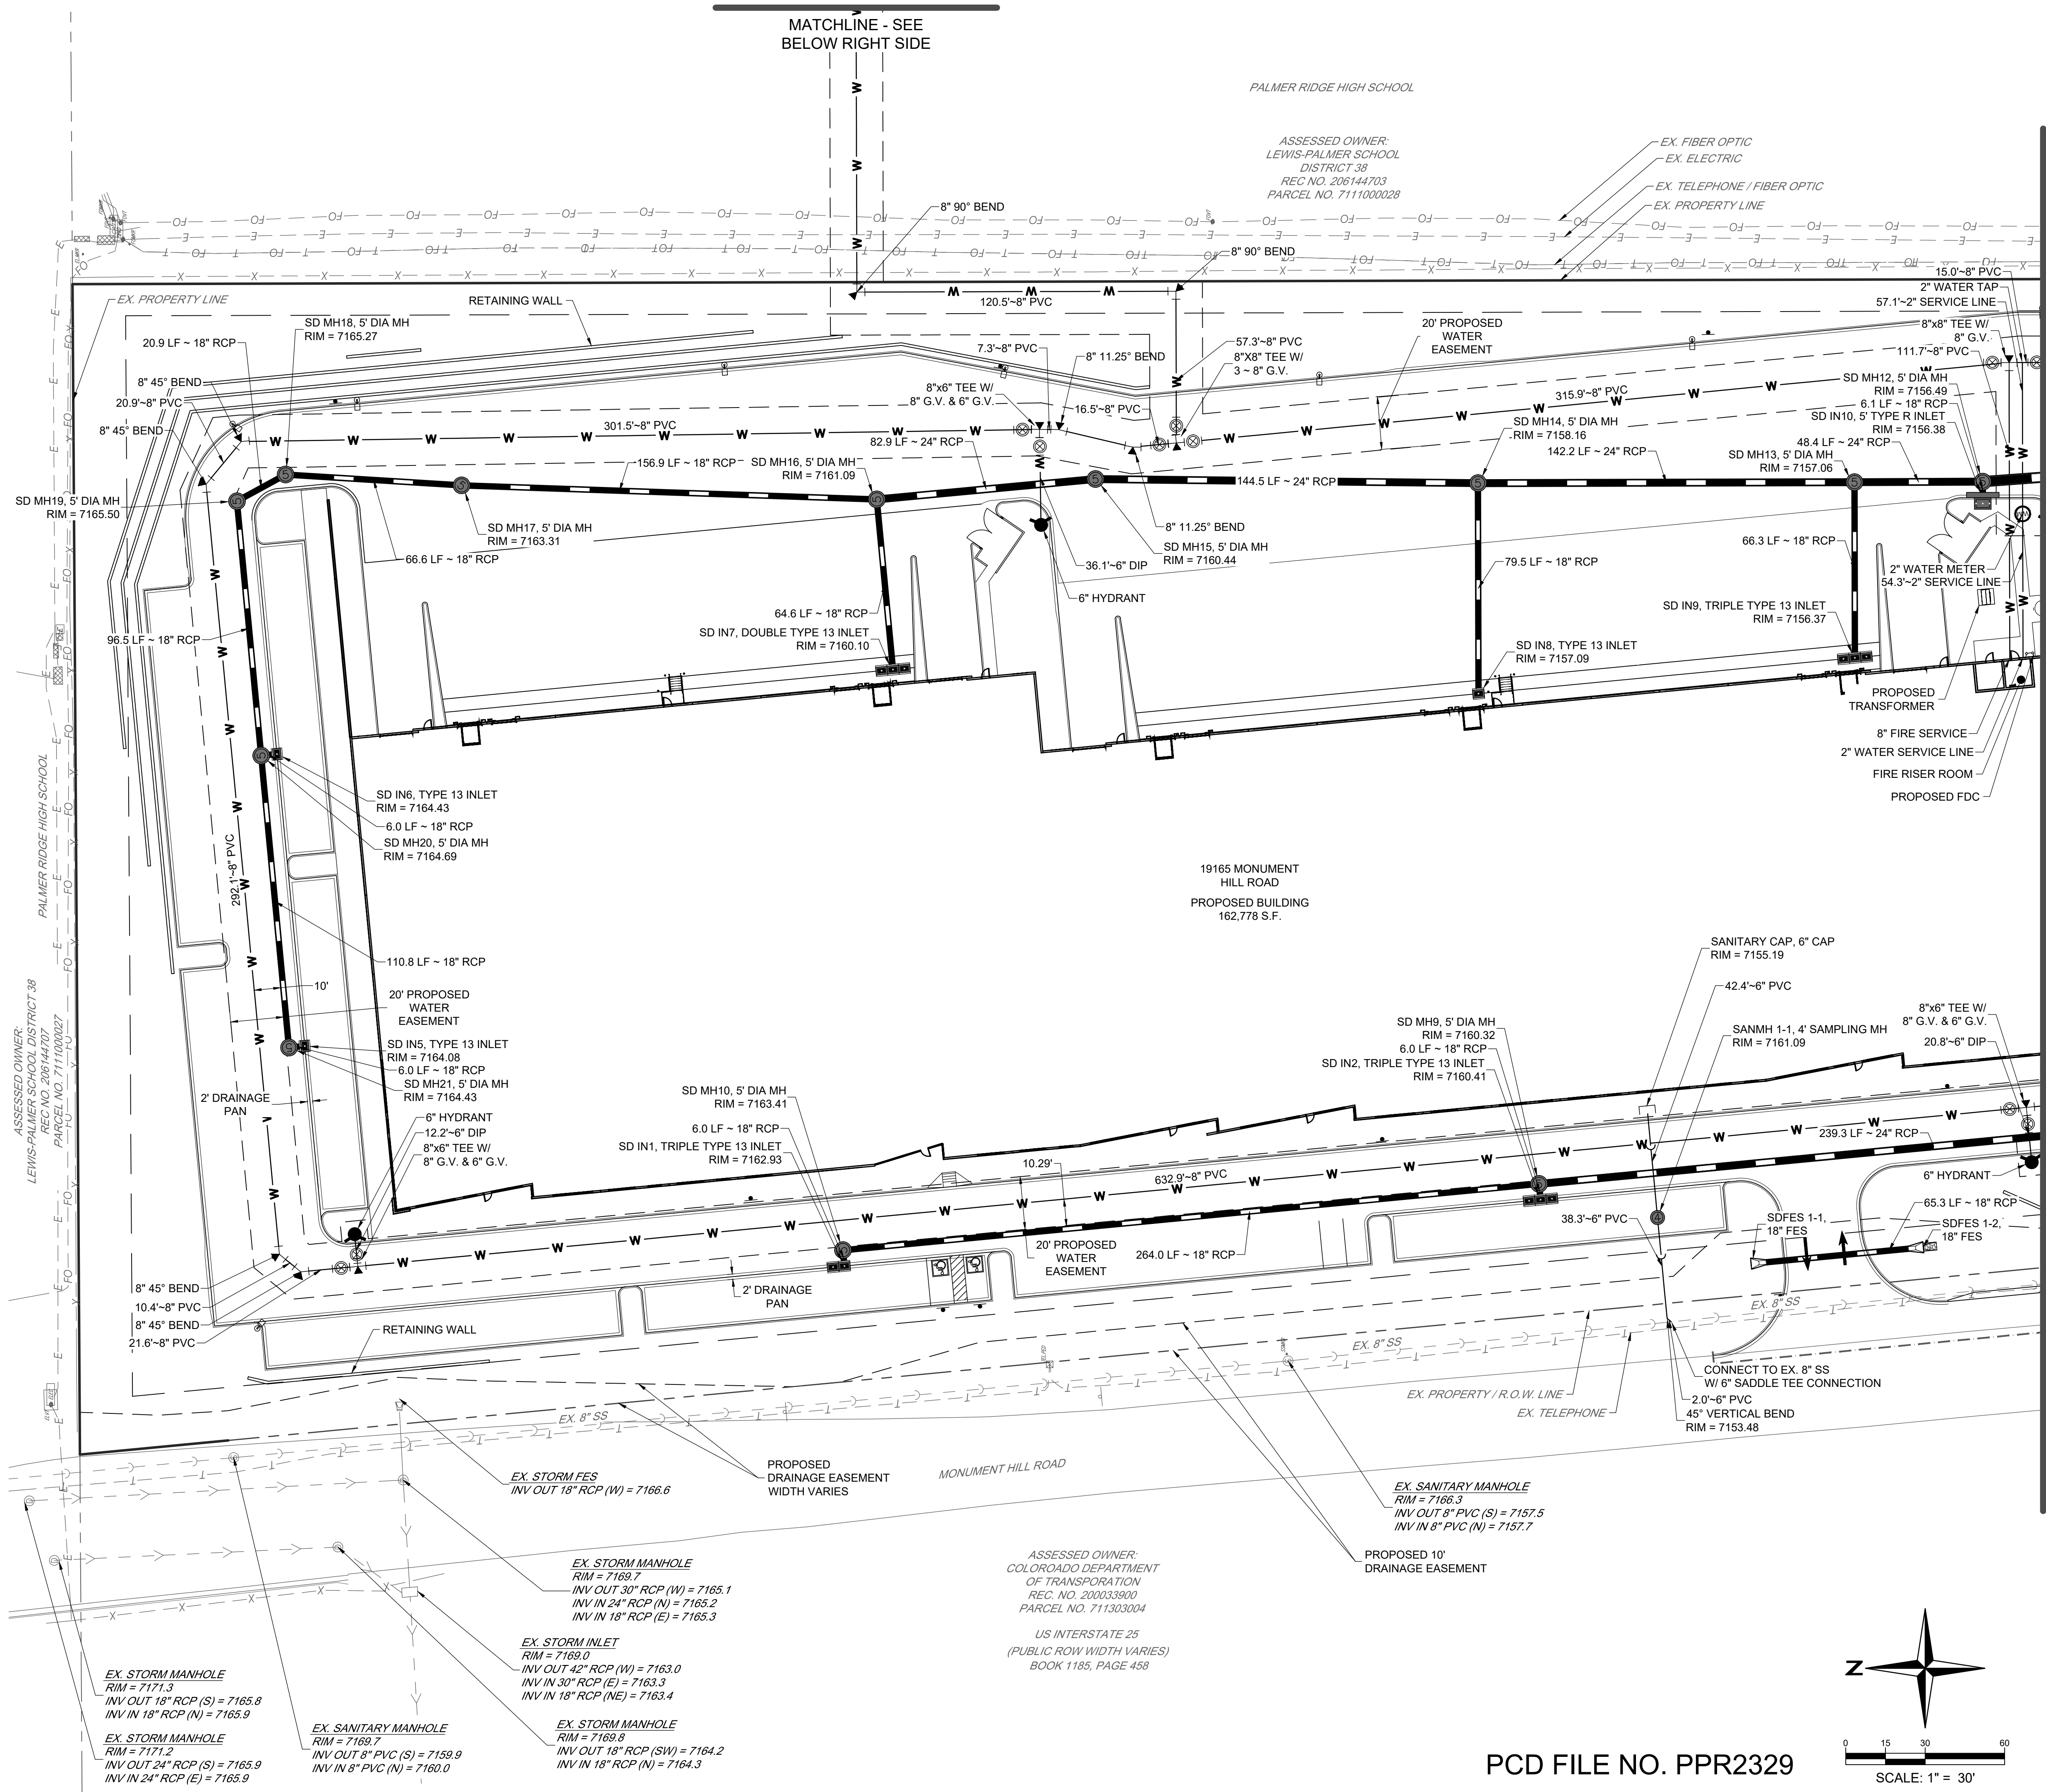 MATCHLINE - SEE
BELOW RIGHT SIDE
PALMER RIDGE HIGH SCHOOL
ASSESSED OWNER:
LEWIS-PALMER SCHOOL
DISTRICT 38
REC NO. 206144703
PARCEL NO. 7111000028
EX. FIBER OPTIC
EX. ELECTRIC
EX. TELEPHONE / FIBER OPTIC
EX. PROPERTY LINE
8" 90° BEND
8" 90° BEND
15.0'~8" PVC
2" WATER TAP
57.1'~2" SERVICE LINE
8"x8" TEE W/
8" G.V.
111.7'~8" PVC
SD MH12, 5' DIA MH
RIM = 7156.49
6.1 LF ~ 18" RCP
SD IN10, 5' TYPE R INLET
RIM = 7156.38
48.4 LF ~ 24" RCP
SD MH13, 5' DIA MH
RIM = 7157.06
EX. PROPERTY LINE
RETAINING WALL
120.5'~8" PVC
SD MH18, 5' DIA MH
RIM = 7165.27
20.9 LF ~ 18" RCP
7.3'~8" PVC
8" 11.25° BEND
57.3'~8" PVC
8"X8" TEE W/
3 ~ 8" G.V.
20' PROPOSED
WATER
EASEMENT
8" 45° BEND
20.9'~8" PVC
8" 45° BEND
8"x6" TEE W/
8" G.V. & 6" G.V.
16.5'~8" PVC
315.9'~8" PVC
301.5'~8" PVC
82.9 LF ~ 24" RCP
SD MH14, 5' DIA MH
RIM = 7158.16
142.2 LF ~ 24" RCP
156.9 LF ~ 18" RCP
SD MH16, 5' DIA MH
RIM = 7161.09
144.5 LF ~ 24" RCP
SD MH19, 5' DIA MH
RIM = 7165.50
SD MH17, 5' DIA MH
RIM = 7163.31
66.6 LF ~ 18" RCP
8" 11.25° BEND
SD MH15, 5' DIA MH
RIM = 7160.44
36.1'~6" DIP
6" HYDRANT
79.5 LF ~ 18" RCP
66.3 LF ~ 18" RCP
2" WATER METER
54.3'~2" SERVICE LINE
64.6 LF ~ 18" RCP
SD IN7, DOUBLE TYPE 13 INLET
RIM = 7160.10
SD IN9, TRIPLE TYPE 13 INLET
RIM = 7156.37
SD IN8, TYPE 13 INLET
RIM = 7157.09
96.5 LF ~ 18" RCP
PROPOSED
TRANSFORMER
8" FIRE SERVICE
2" WATER SERVICE LINE
FIRE RISER ROOM
PROPOSED FDC
SD IN6, TYPE 13 INLET
RIM = 7164.43
6.0 LF ~ 18" RCP
SD MH20, 5' DIA MH
RIM = 7164.69
PALMER RIDGE HIGH SCHOOL
292.1'~8" PVC
19165 MONUMENT
HILL ROAD
PROPOSED BUILDING
162,778 S.F.
110.8 LF ~ 18" RCP
10'
20' PROPOSED
WATER
EASEMENT
ASSESSED OWNER:
LEWIS-PALMER SCHOOL DISTRICT 38
REC NO. 206144707
PARCEL NO. 7111000027
SD IN5, TYPE 13 INLET
RIM = 7164.08
6.0 LF ~ 18" RCP
SD MH21, 5' DIA MH
RIM = 7164.43
2' DRAINAGE
PAN
6" HYDRANT
12.2'~6" DIP
8"x6" TEE W/
8" G.V. & 6" G.V.
SANITARY CAP, 6" CAP
RIM = 7155.19
42.4'~6" PVC
SANMH 1-1, 4' SAMPLING MH
RIM = 7161.09
8"x6" TEE W/
8" G.V. & 6" G.V.
20.8'~6" DIP
SD MH9, 5' DIA MH
RIM = 7160.32
6.0 LF ~ 18" RCP
SD IN2, TRIPLE TYPE 13 INLET
RIM = 7160.41
SD MH10, 5' DIA MH
RIM = 7163.41
6.0 LF ~ 18" RCP
SD IN1, TRIPLE TYPE 13 INLET
RIM = 7162.93
239.3 LF ~ 24" RCP
10.29'
632.9'~8" PVC
6" HYDRANT
65.3 LF ~ 18" RCP
38.3'~6" PVC
SDFES 1-1,
18" FES
SDFES 1-2,
18" FES
20' PROPOSED
WATER
EASEMENT
264.0 LF ~ 18" RCP
8" 45° BEND
10.4'~8" PVC
8" 45° BEND
21.6'~8" PVC
2' DRAINAGE
PAN
RETAINING WALL
EX. 8" SS
EX. 8" SS
EX. 8" SS
CONNECT TO EX. 8" SS
W/ 6" SADDLE TEE CONNECTION
2.0'~6" PVC
45° VERTICAL BEND
RIM = 7153.48
EX. PROPERTY / R.O.W. LINE
EX. TELEPHONE
PROPOSED
DRAINAGE EASEMENT
WIDTH VARIES
MONUMENT HILL ROAD
EX. STORM FES
INV OUT 18" RCP (W) = 7166.6
EX. SANITARY MANHOLE
RIM = 7166.3
INV OUT 8" PVC (S) = 7157.5
INV IN 8" PVC (N) = 7157.7
PROPOSED 10'
DRAINAGE EASEMENT
EX. STORM MANHOLE
RIM = 7169.7
INV OUT 30" RCP (W) = 7165.1
INV IN 24" RCP (N) = 7165.2
INV IN 18" RCP (E) = 7165.3
ASSESSED OWNER:
COLOROADO DEPARTMENT
OF TRANSPORATION
REC. NO. 200033900
PARCEL NO. 711303004
US INTERSTATE 25
(PUBLIC ROW WIDTH VARIES)
BOOK 1185, PAGE 458
EX. STORM INLET
RIM = 7169.0
INV OUT 42" RCP (W) = 7163.0
INV IN 30" RCP (E) = 7163.3
INV IN 18" RCP (NE) = 7163.4
EX. STORM MANHOLE
RIM = 7171.3
INV OUT 18" RCP (S) = 7165.8
INV IN 18" RCP (N) = 7165.9
EX. STORM MANHOLE
RIM = 7171.2
INV OUT 24" RCP (S) = 7165.9
INV IN 24" RCP (E) = 7165.9
EX. SANITARY MANHOLE
RIM = 7169.7
INV OUT 8" PVC (S) = 7159.9
INV IN 8" PVC (N) = 7160.0
EX. STORM MANHOLE
RIM = 7169.8
INV OUT 18" RCP (SW) = 7164.2
INV IN 18" RCP (N) = 7164.3
Z
PCD FILE NO. PPR2329
0 15 30 60
SCALE: 1" = 30'